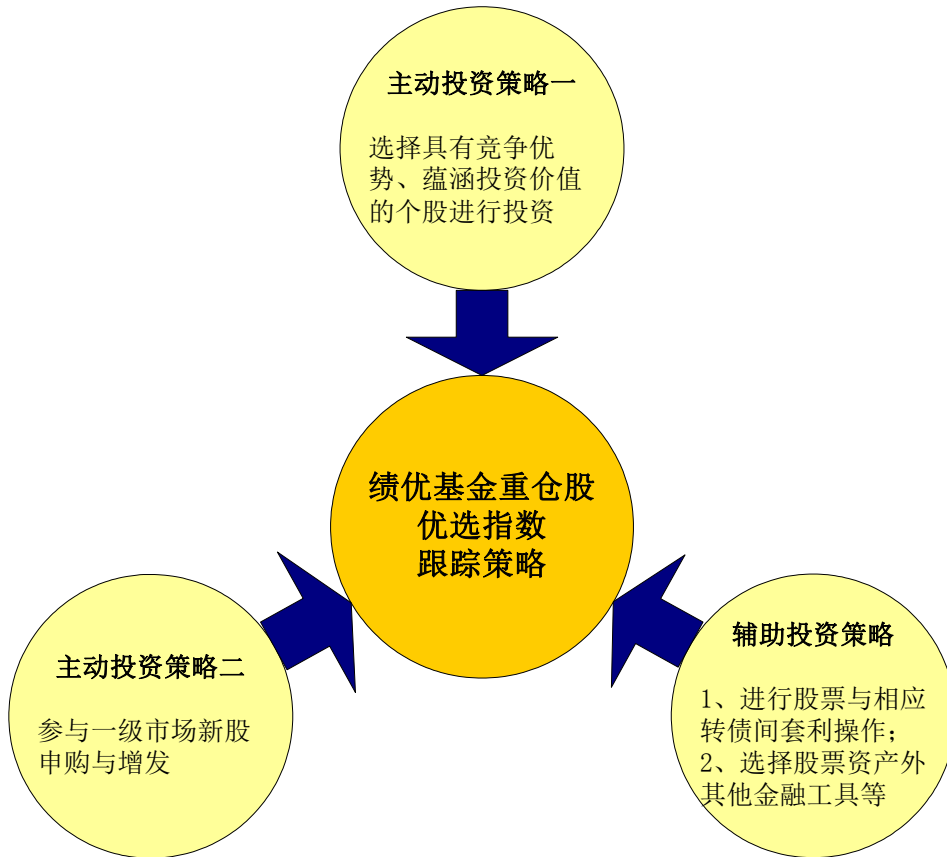 主动投资策略一
选择具有竞争优
势、蕴涵投资价值
的个股进行投资
绩优基金重仓股
优选指数
跟踪策略
主动投资策略二
参与一级市场新股
申购与增发
辅助投资策略
1、进行股票与相应
转债间套利操作；
2、选择股票资产外
其他金融工具等